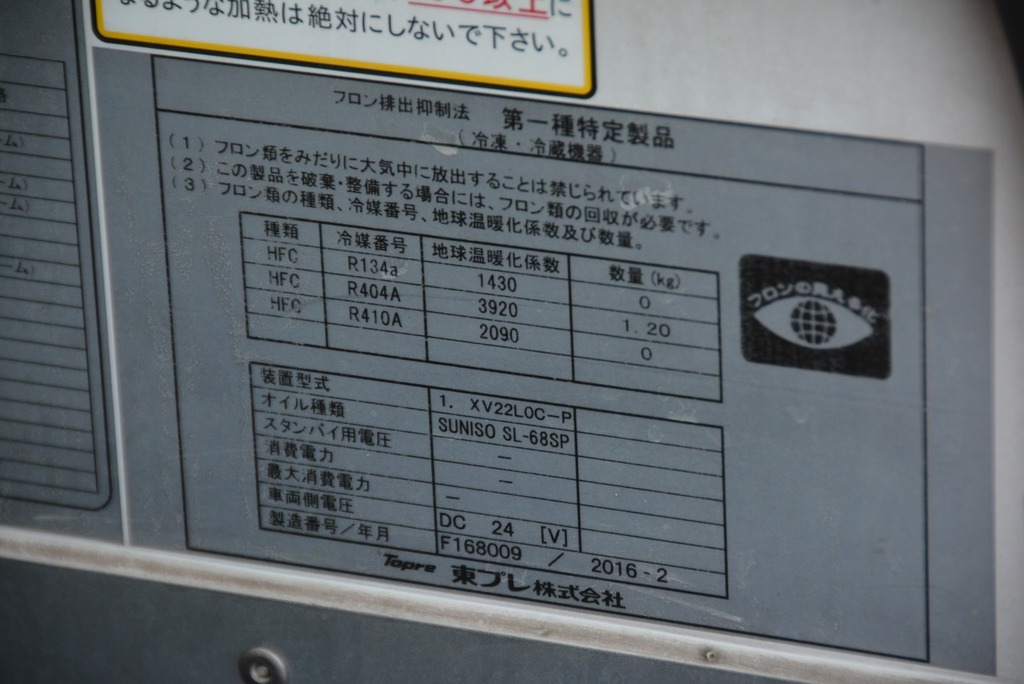 以上に
まるような加熱は絶対にしないで下さい。
フロン排出抑制法 第一種特定製品
(冷凍・冷蔵機器)
(1) フロン類をみだりに大気中に放出することは禁じられています。
(2) この製品を破棄・整備する場合には、フロン類の回収が必要です。
(3) フロン類の種類、冷媒番号、地球温暖化係数及び数量。
種類 冷媒番号 地球温暖化係数 数量(kg)
HFC R134a 1430 0
HFC R404A 3920 1.20
HFC R410A 2090 0
フロンの見える化
装置型式 1. XV22L0C-P
オイル種類 SUNISO SL-68SP
スタンバイ用電圧 -
消費電力 -
最大消費電力 -
車両側電圧 DC 24 [V]
製造番号/年月 F168009 / 2016-2
Topre 東プレ株式会社